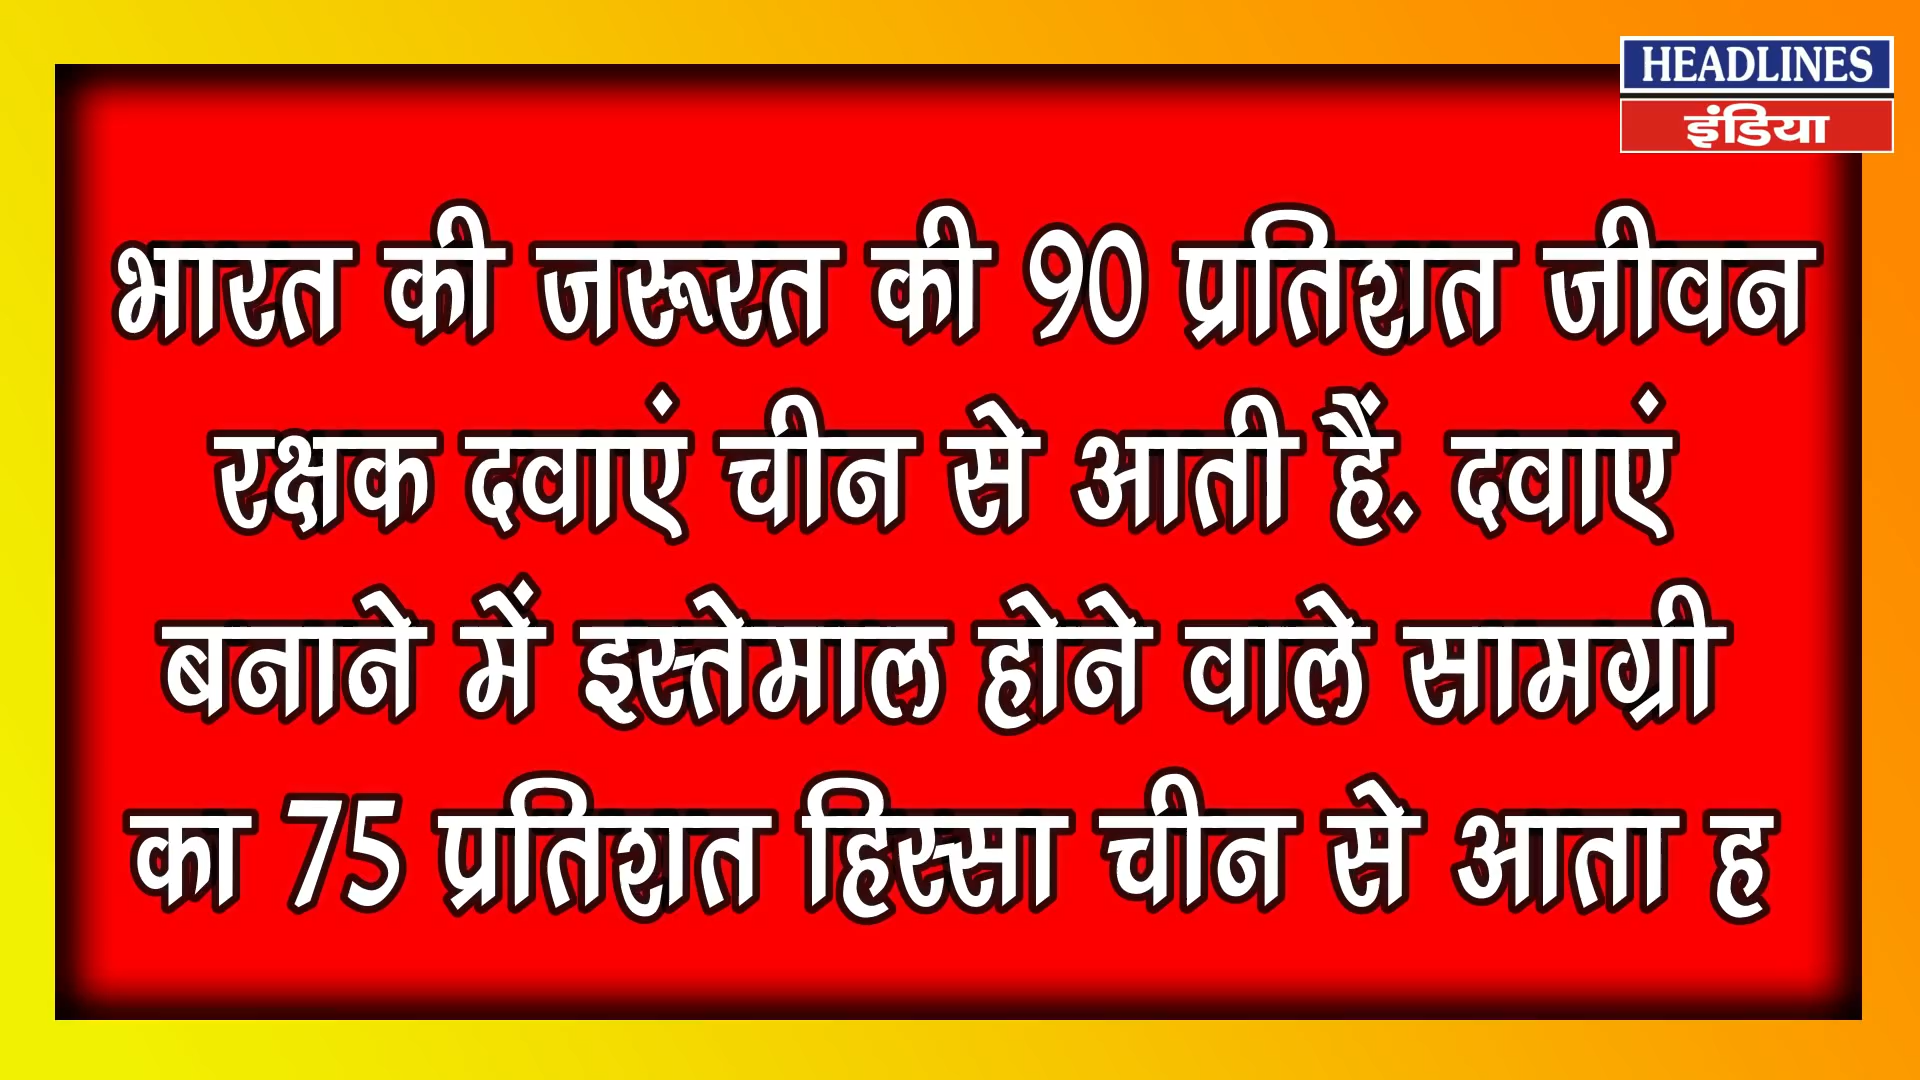 HEADLINES
इंडिया
भारत की जरूरत की 90 प्रतिशत जीवन
रक्षक दवाएं चीन से आती हैं. दवाएं
बनाने में इस्तेमाल होने वाले सामग्री
का 75 प्रतिशत हिस्सा चीन से आता ह